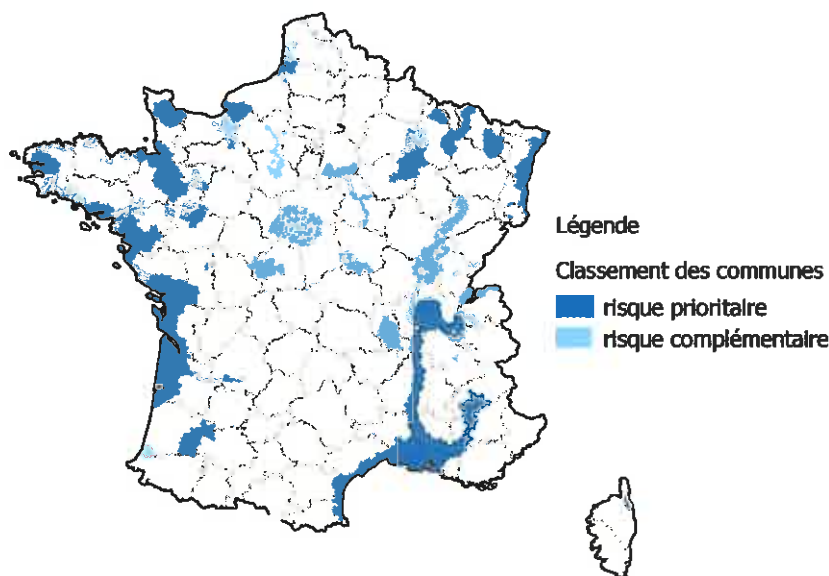 Légende
Classement des communes
risque prioritaire
risque complémentaire